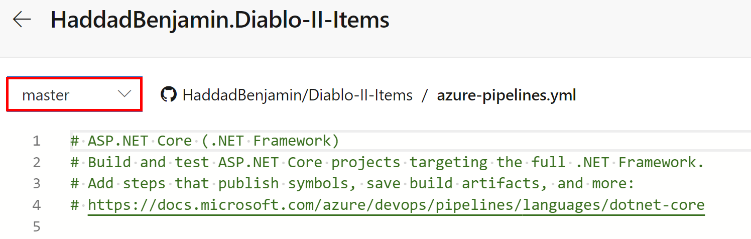 HaddadBenjamin.Diablo-II-Items
master HaddadBenjamin/Diablo-II-Items / azure-pipelines.yml
1 # ASP.NET Core (.NET Framework)
2 # Build and test ASP.NET Core projects targeting the full .NET Framework.
3 # Add steps that publish symbols, save build artifacts, and more:
4 # https://docs.microsoft.com/azure/devops/pipelines/languages/dotnet-core
5